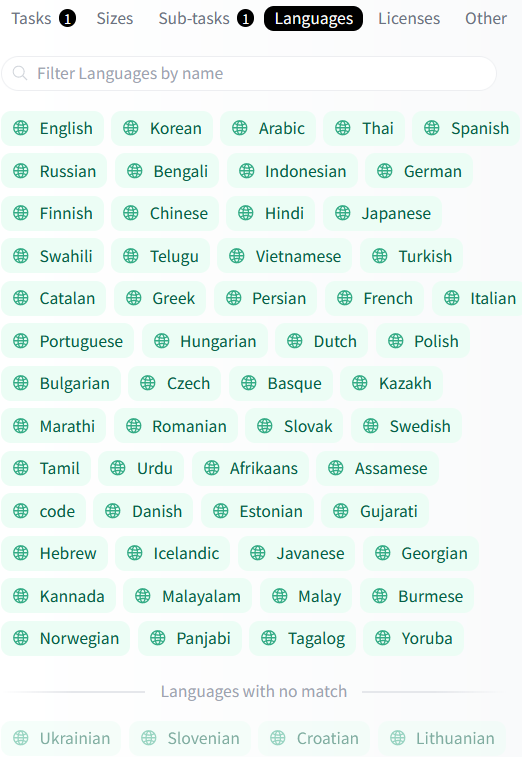 Tasks 1 Sizes Sub-tasks 1 Languages Licenses Other
Filter Languages by name
English Korean Arabic Thai Spanish
Russian Bengali Indonesian German
Finnish Chinese Hindi Japanese
Swahili Telugu Vietnamese Turkish
Catalan Greek Persian French Italian
Portuguese Hungarian Dutch Polish
Bulgarian Czech Basque Kazakh
Marathi Romanian Slovak Swedish
Tamil Urdu Afrikaans Assamese
code Danish Estonian Gujarati
Hebrew Icelandic Javanese Georgian
Kannada Malayalam Malay Burmese
Norwegian Panjabi Tagalog Yoruba
Languages with no match
Ukrainian Slovenian Croatian Lithuanian